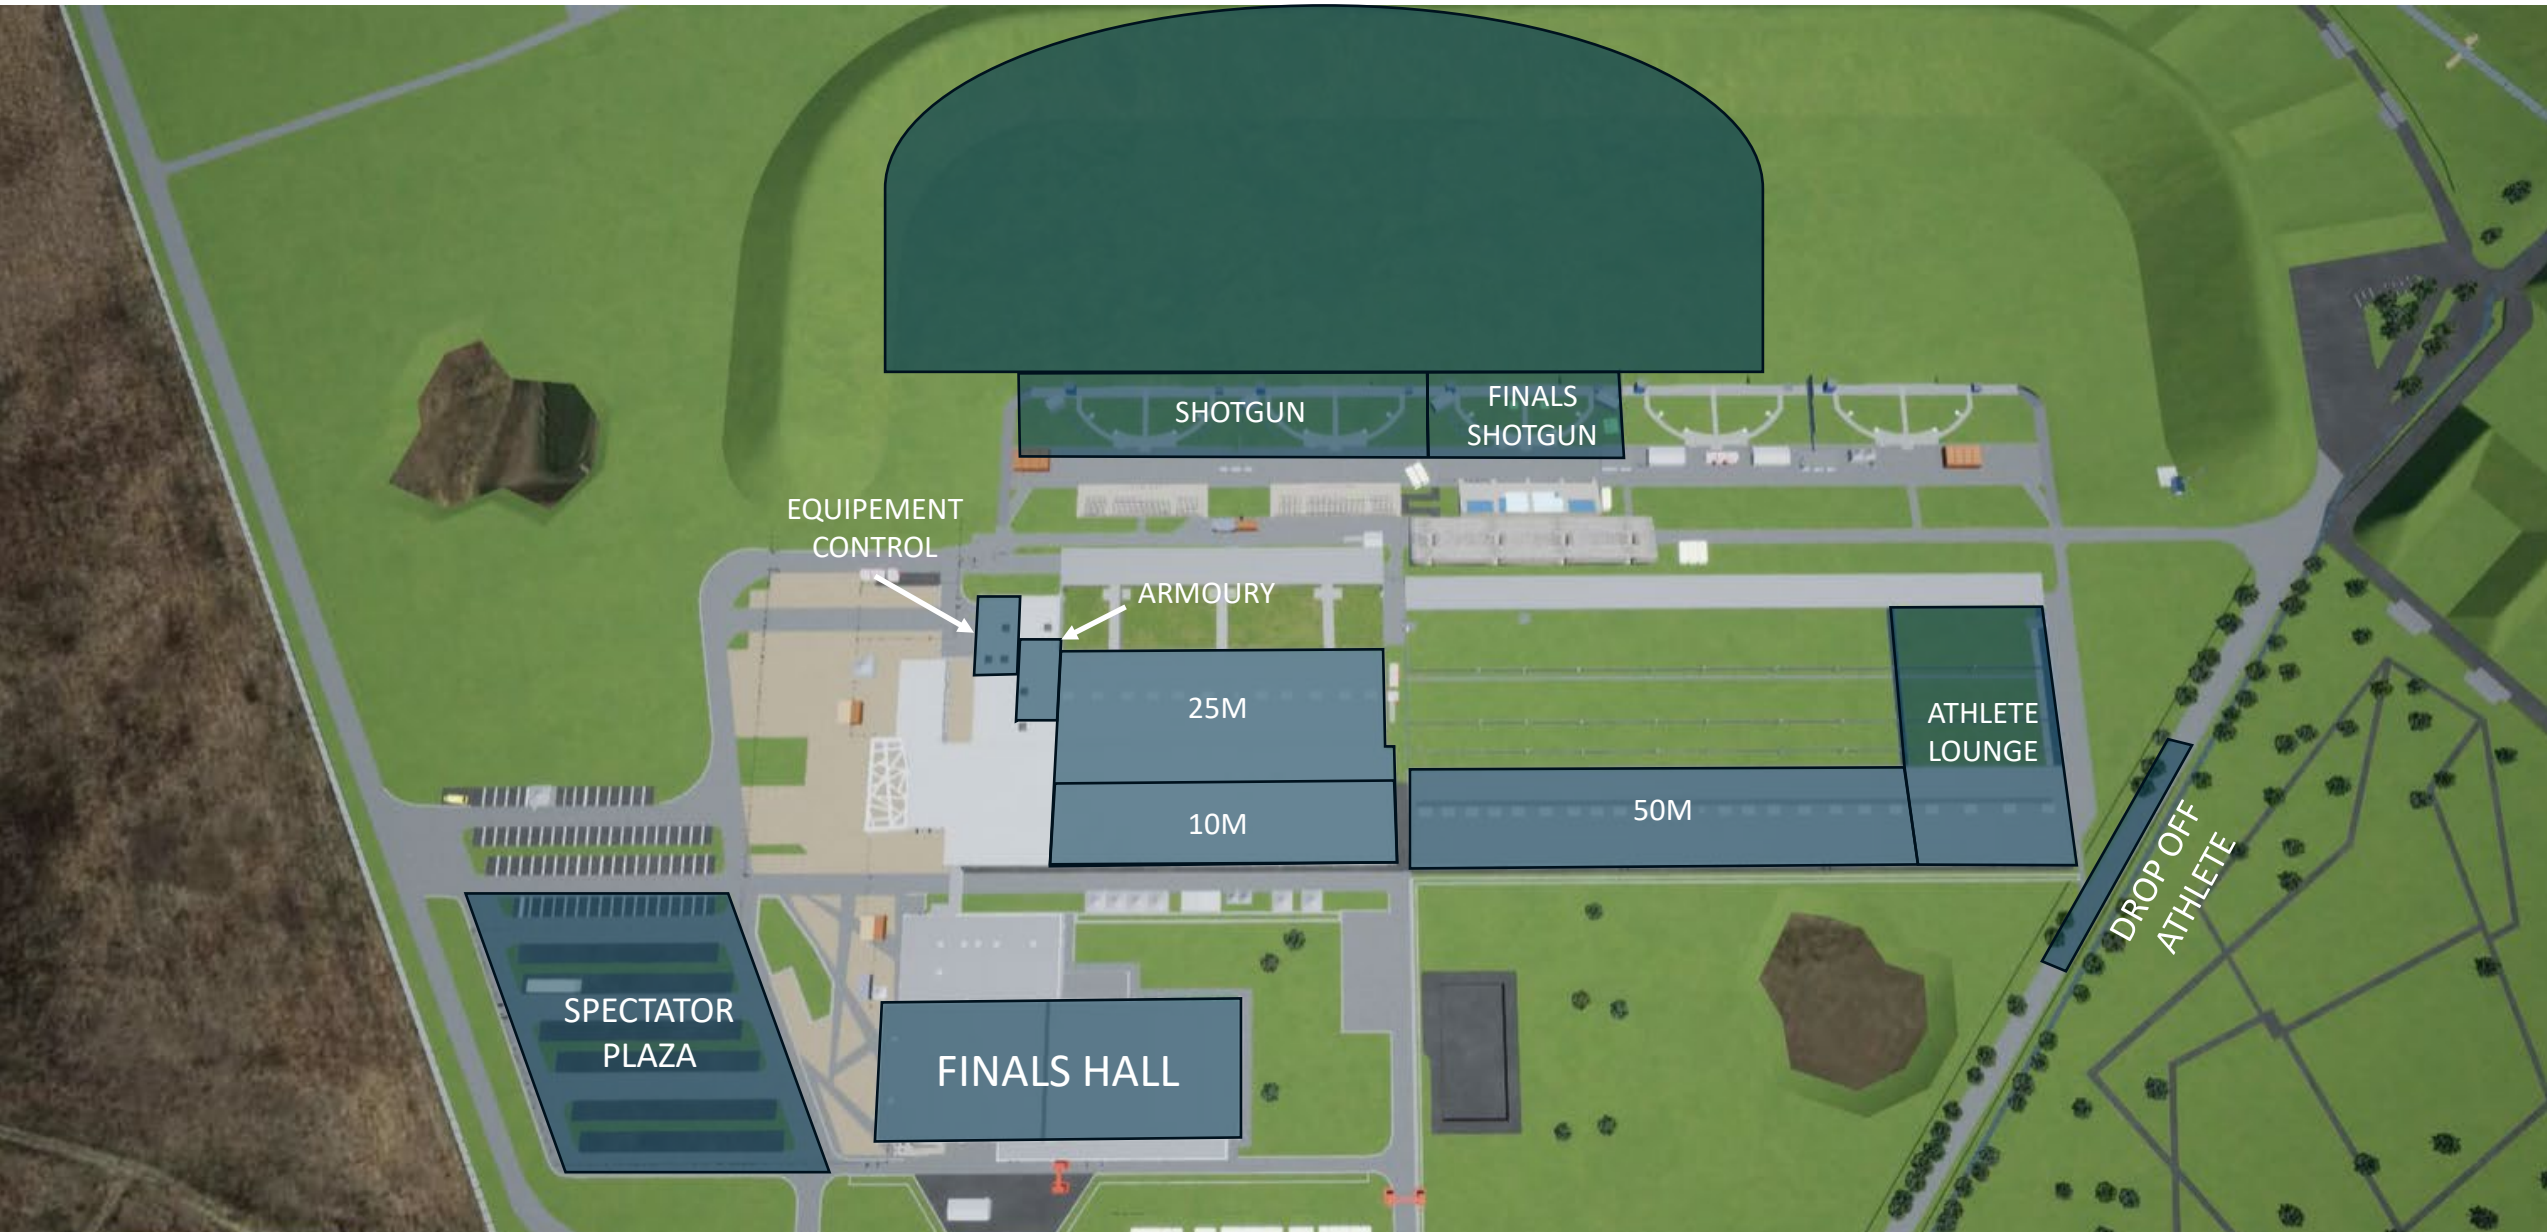 SHOTGUN
FINALS
SHOTGUN
EQUIPEMENT
CONTROL
ARMOURY
25M
ATHLETE
LOUNGE
10M
50M
DROP OFF
ATHLETE
SPECTATOR
PLAZA
FINALS HALL